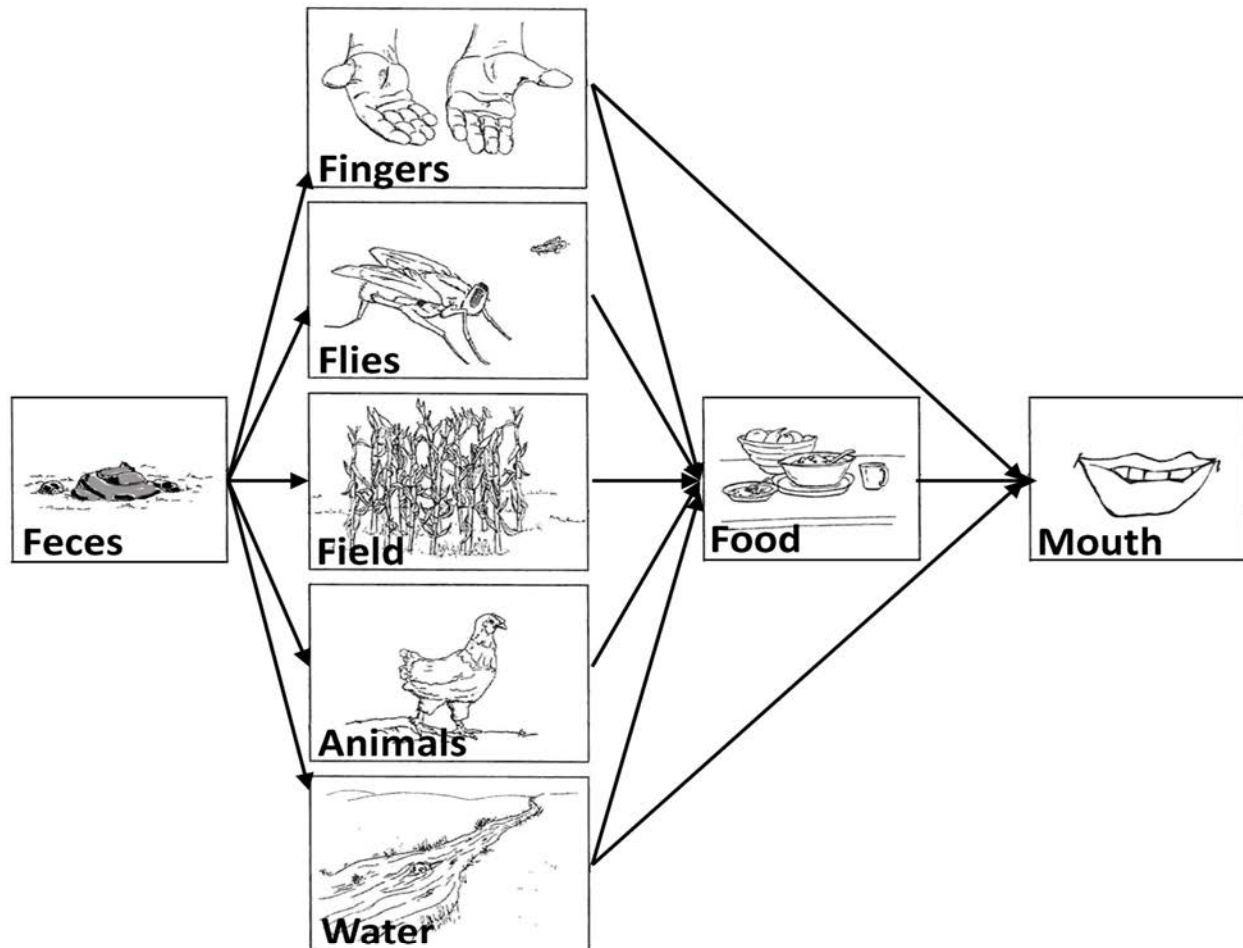 Fingers
Flies
Feces
Field
Food
Mouth
Animals
Water